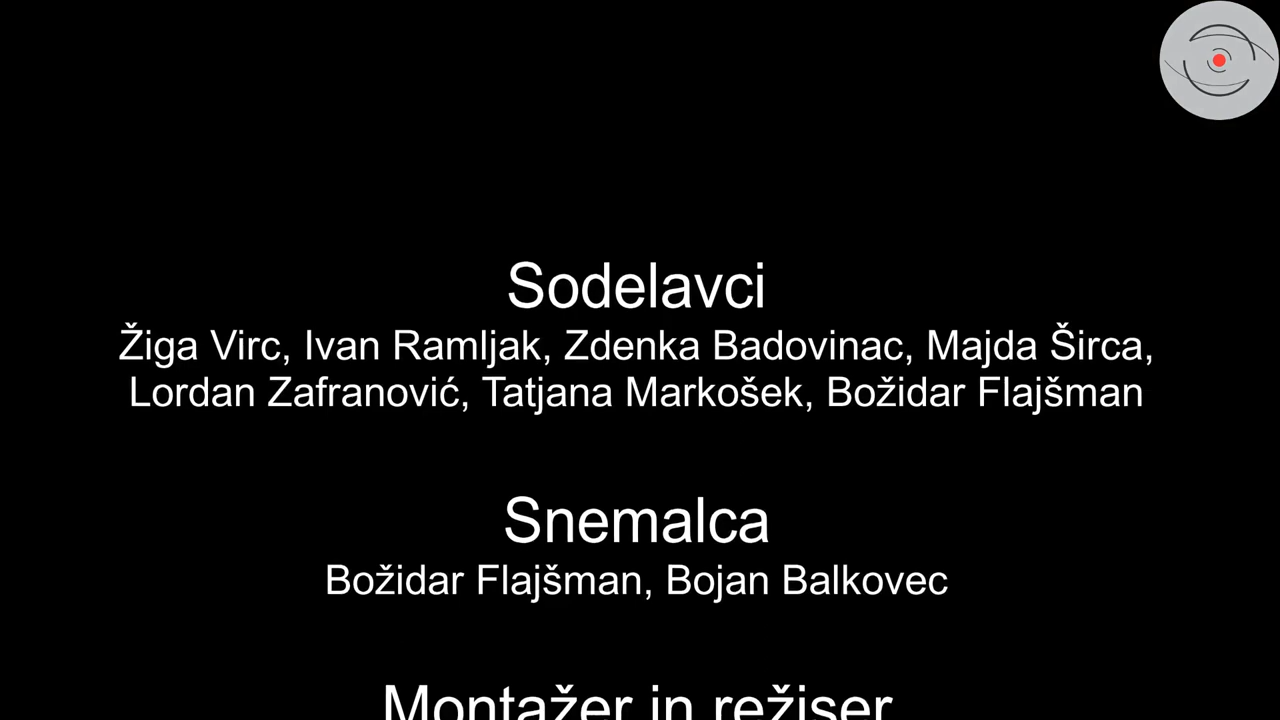 Sodelavci
Žiga Virc, Ivan Ramljak, Zdenka Badovinac, Majda Širca,
Lordan Zafranović, Tatjana Markošek, Božidar Flajšman
Snemalca
Božidar Flajšman, Bojan Balkovec
Montažer in režiser